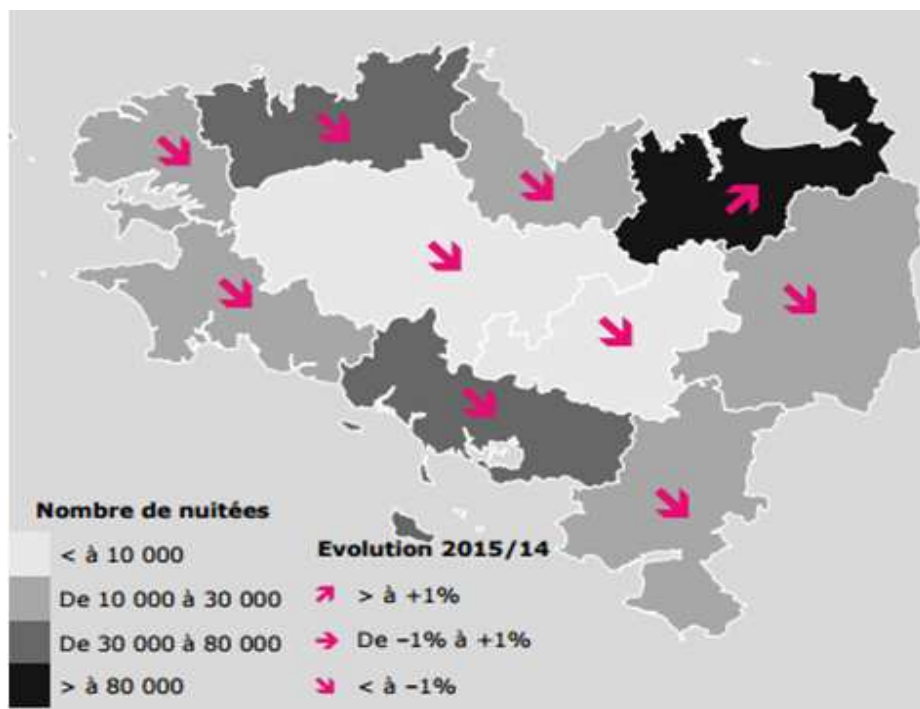 Nombre de nuitées
< à 10 000
De 10 000 à 30 000
De 30 000 à 80 000
> à 80 000
Evolution 2015/14
> à +1%
De −1% à +1%
< à −1%